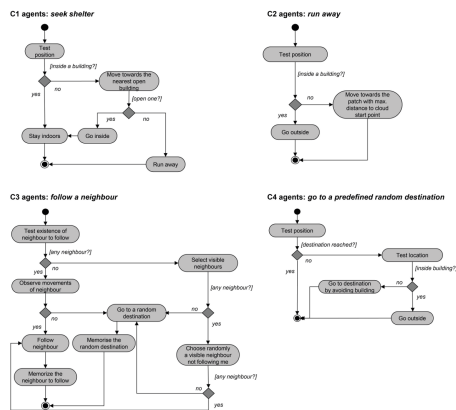 C1 agents: seek shelter
Test
position
[inside a building?]
yes
no
Move towards the
nearest open
building
[open one?]
yes
no
Stay indoors
Go inside
Run away
C2 agents: run away
Test position
[inside a building?]
no
yes
Move towards the
patch with max.
distance to cloud
start point
Go outside
C3 agents: follow a neighbour
Test existence of
neighbour to follow
[any neighbour?]
no
yes
Select visible
neighbours
[any neighbour?]
Observe movements
of neighbour
no
yes
Go to a random
destination
no
yes
Follow
neighbour
Memorise the
random destination
Choose randomly
a visible neighbour
not following me
[any neighbour?]
no
yes
Memorize the
neighbour to follow
C4 agents: go to a predefined random destination
Test position
[destination reached?]
no
yes
Test location
[inside building?]
no
Go to destination
by avoiding building
yes
Go outside